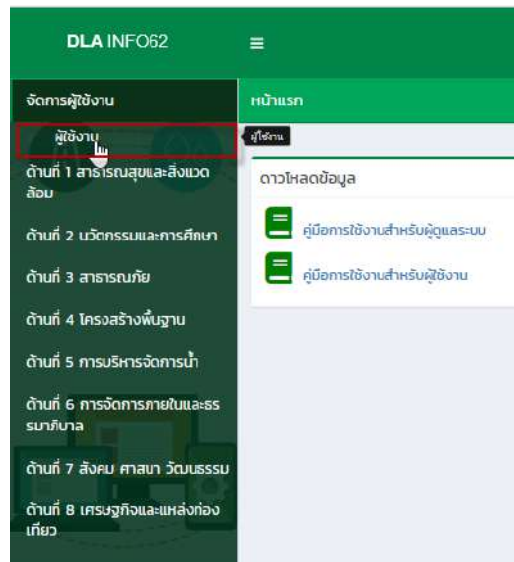 DLA INFO62
จัดการผู้ใช้งาน
ผู้ใช้งาน
ด้านที่ 1 สาธารณสุขและสิ่งแวด
ล้อม
ด้านที่ 2 นวัตกรรมและการศึกษา
ด้านที่ 3 สาธารณภัย
ด้านที่ 4 โครงสร้างพื้นฐาน
ด้านที่ 5 การบริหารจัดการน้ำ
ด้านที่ 6 การจัดการภายในและธร
รมาภิบาล
ด้านที่ 7 สังคม ศาสนา วัฒนธรรม
ด้านที่ 8 เศรษฐกิจและแหล่งท่อง
เที่ยว
หน้าแรก
ผู้ใช้งาน
ดาวโหลดข้อมูล
คู่มือการใช้งานสำหรับผู้ดูแลระบบ
คู่มือการใช้งานสำหรับผู้ใช้งาน